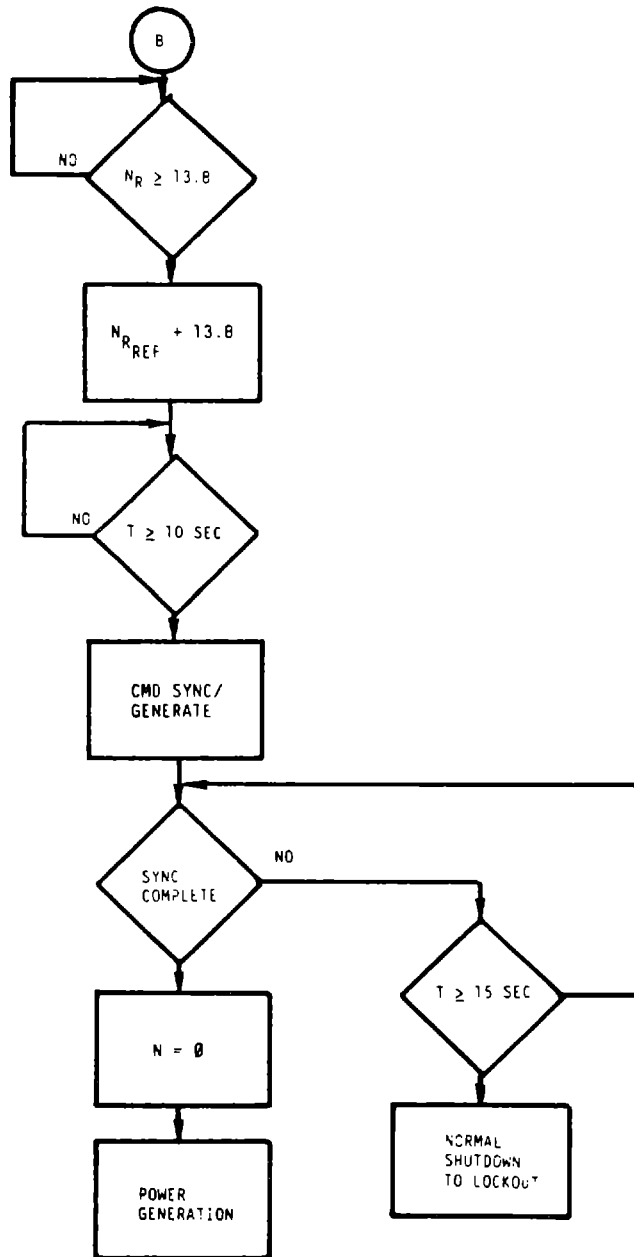 B
NO
N_R ≥ 13.8
N_R_REF + 13.8
NO
T ≥ 10 SEC
CMD SYNC/
GENERATE
NO
SYNC
COMPLETE
T ≥ 15 SEC
N = Ø
NORMAL
SHUTDOWN
TO LOCKOUT
POWER
GENERATION